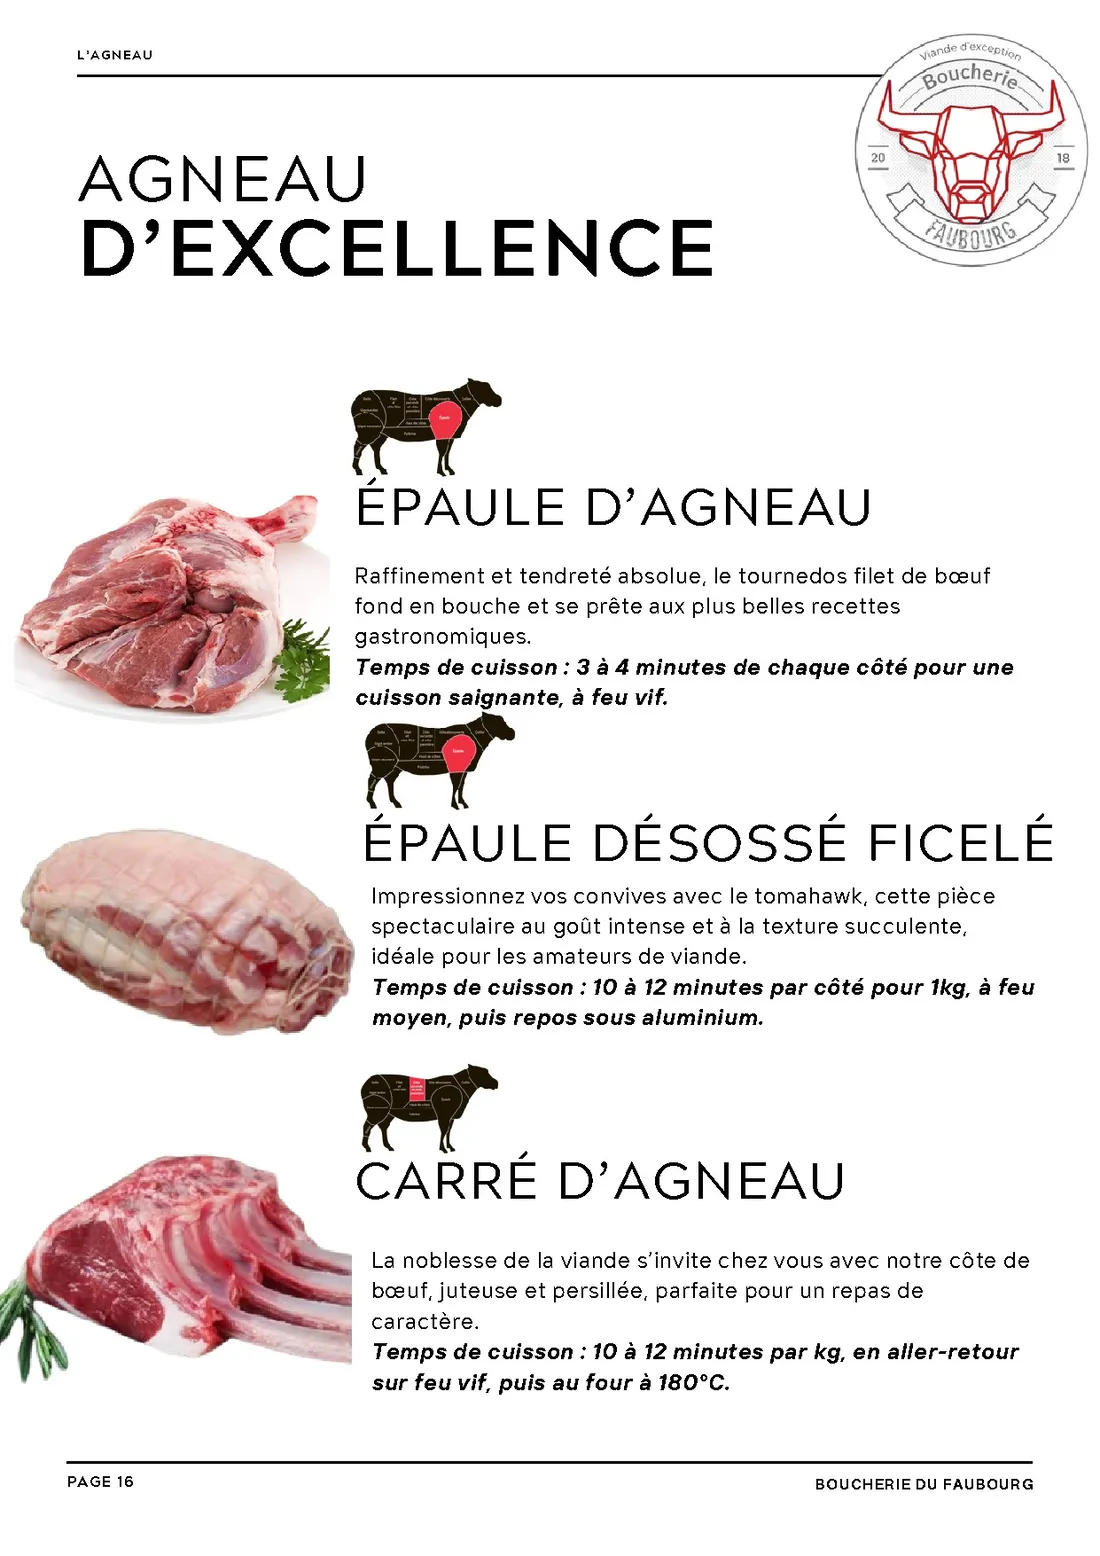 L'AGNEAU
Viande d'exception
Boucherie
20
18
FAUBOURG
AGNEAU
D'EXCELLENCE
Épaule
ÉPAULE D'AGNEAU
Raffinement et tendreté absolue, le tournedos filet de bœuf
fond en bouche et se prête aux plus belles recettes
gastronomiques.
Temps de cuisson : 3 à 4 minutes de chaque côté pour une
cuisson saignante, à feu vif.
Épaule
ÉPAULE DÉSOSSÉ FICELÉ
Impressionnez vos convives avec le tomahawk, cette pièce
spectaculaire au goût intense et à la texture succulente,
idéale pour les amateurs de viande.
Temps de cuisson : 10 à 12 minutes par côté pour 1kg, à feu
moyen, puis repos sous aluminium.
CARRÉ D'AGNEAU
La noblesse de la viande s'invite chez vous avec notre côte de
bœuf, juteuse et persillée, parfaite pour un repas de
caractère.
Temps de cuisson : 10 à 12 minutes par kg, en aller-retour
sur feu vif, puis au four à 180°C.
PAGE 16
BOUCHERIE DU FAUBOURG